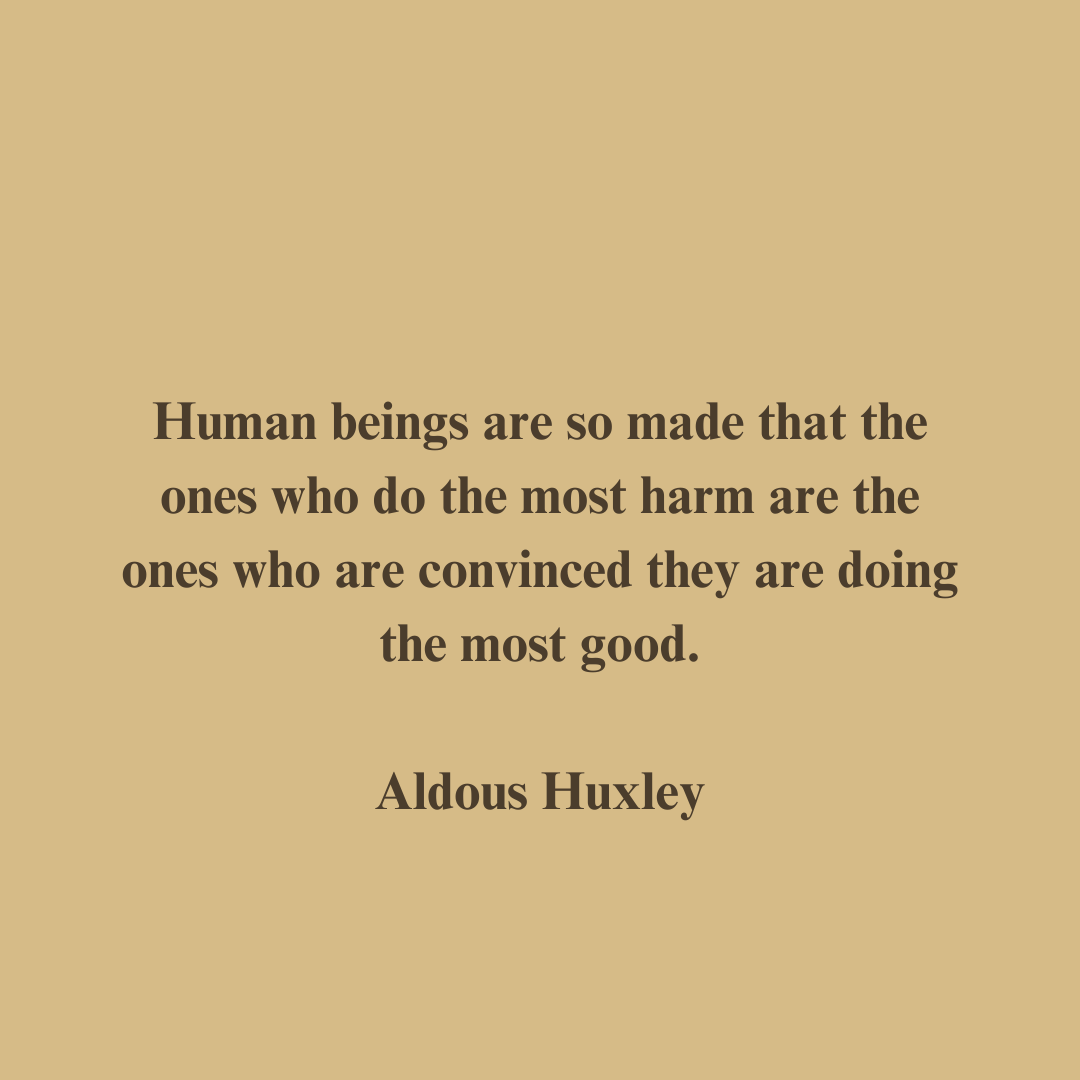 Human beings are so made that the
ones who do the most harm are the
ones who are convinced they are doing
the most good.
Aldous Huxley